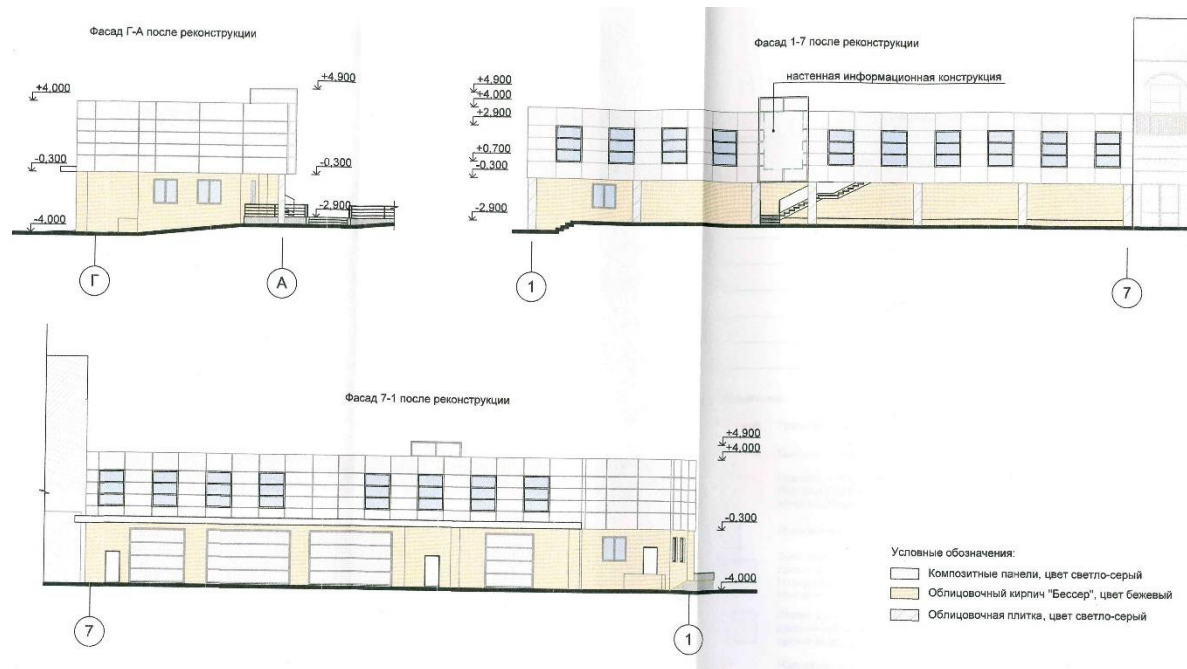 Фасад Г-А после реконструкции
+4,000
+4,900
-0,300
-0,300
-2,900
-4,000
Г
А
Фасад 1-7 после реконструкции
настенная информационная конструкция
+4,900
+4,000
+2,900
+0,700
-0,300
-2.900
1
7
Фасад 7-1 после реконструкции
+4,900
+4,000
-0,300
-4,000
7
1
Условные обозначения:
Композитные панели, цвет светло-серый
Облицовочный кирпич "Бессер", цвет бежевый
Облицовочная плитка, цвет светло-серый